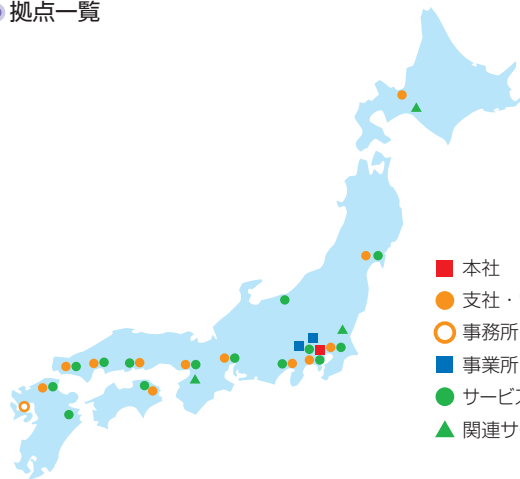 拠点一覧
本社
支社・
事務所
事業所
サービス
関連サー